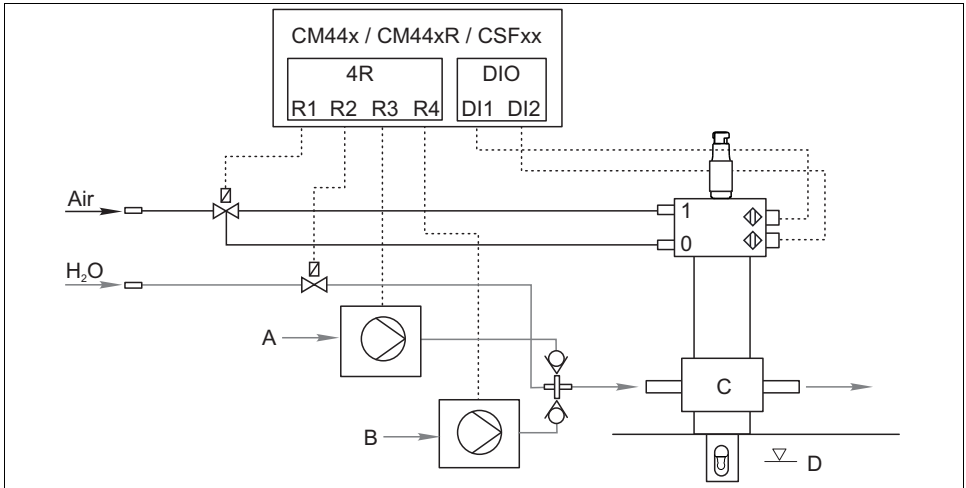 CM44x / CM44xR / CSFxx
4R DIO
R1 R2 R3 R4 DI1 DI2
Air
1
0
H₂O
A
C
B
D